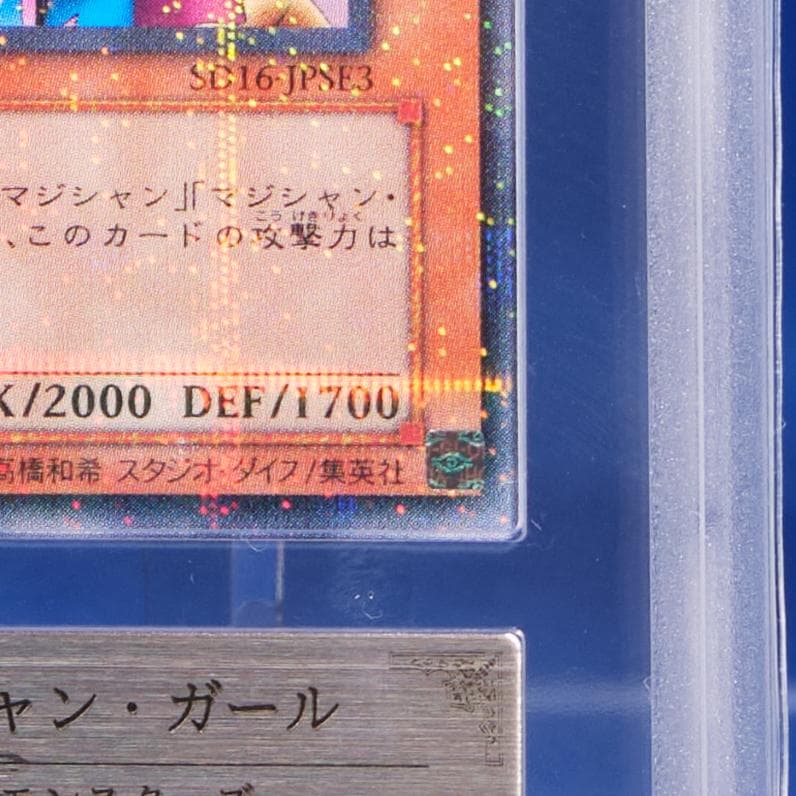 SD16-JPSE3
マジシャン」「マジシャン・
こうげきりょく
、このカードの攻撃力は
K/2000 DEF/1700
高橋和希 スタジオ・ダイス/集英社
ャン・ガール